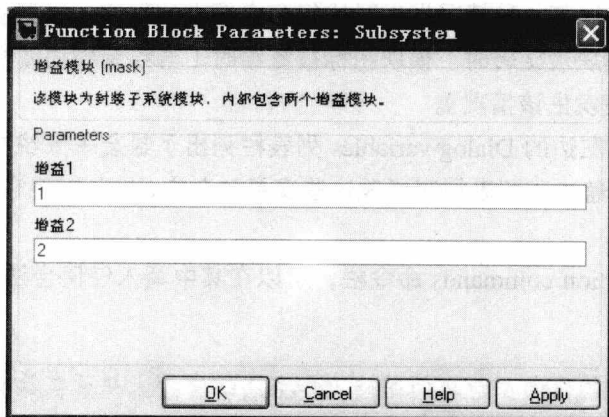 Function Block Parameters: Subsystem
增益模块 (mask)
该模块为封装子系统模块，内部包含两个增益模块。
Parameters
增益1
1
增益2
2
OK
Cancel
Help
Apply